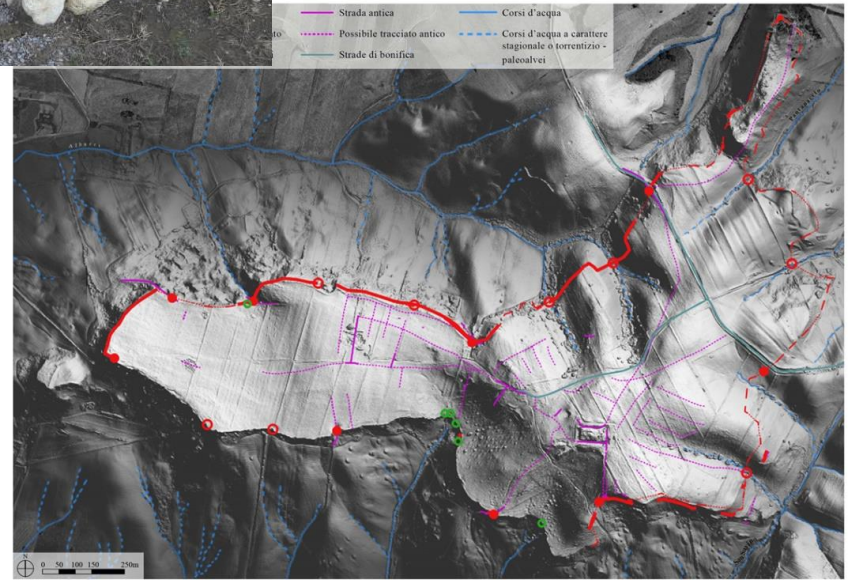 Strada antica
Possibile tracciato antico
Strade di bonifica
Corsi d'acqua
Corsi d'acqua a carattere
stagionale o torrentizio -
paleoalvei
N
0 50 100 150 250m